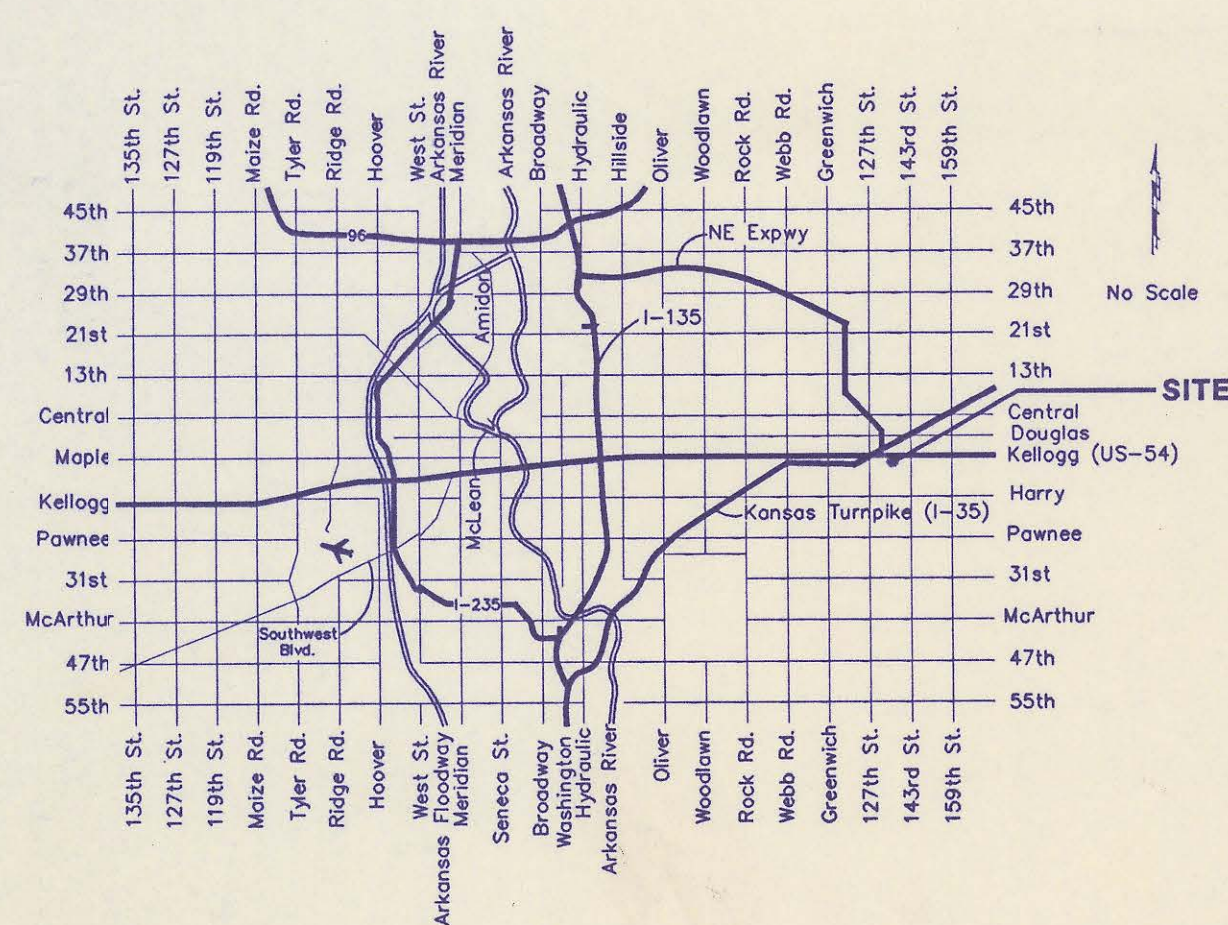 135th St.
127th St.
119th St.
Maize Rd.
Tyler Rd.
Ridge Rd.
Hoover
West St.
Arkansas River
Meridian
Arkansas River
Broadway
Hydraulic
Hillside
Oliver
Woodlawn
Rock Rd.
Webb Rd.
Greenwich
127th St.
143rd St.
159th St.
45th
37th
29th
21st
13th
Central
Maple
Kellogg
Pawnee
31st
McArthur
47th
55th
96
NE Expwy
Amidon
I-135
McLean
Kansas Turnpike (I-35)
I-235
Southwest
Blvd.
45th
37th
29th
21st
13th
Central
Douglas
Kellogg (US-54)
Harry
Pawnee
31st
McArthur
47th
55th
No Scale
SITE
135th St.
127th St.
119th St.
Maize Rd.
Tyler Rd.
Ridge Rd.
Hoover
West St.
Arkansas Floodway
Meridian
Seneca St.
Broadway
Washington
Hydraulic
Arkansas River
Oliver
Woodlawn
Rock Rd.
Webb Rd.
Greenwich
127th St.
143rd St.
159th St.